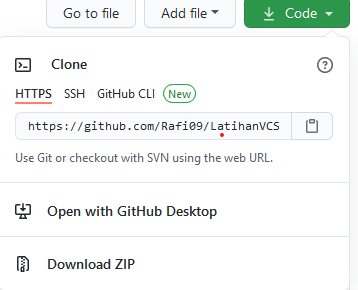 Go to file Add file Code
Clone
HTTPS SSH GitHub CLI New
https://github.com/Rafi09/LatihanVCS
Use Git or checkout with SVN using the web URL.
Open with GitHub Desktop
Download ZIP